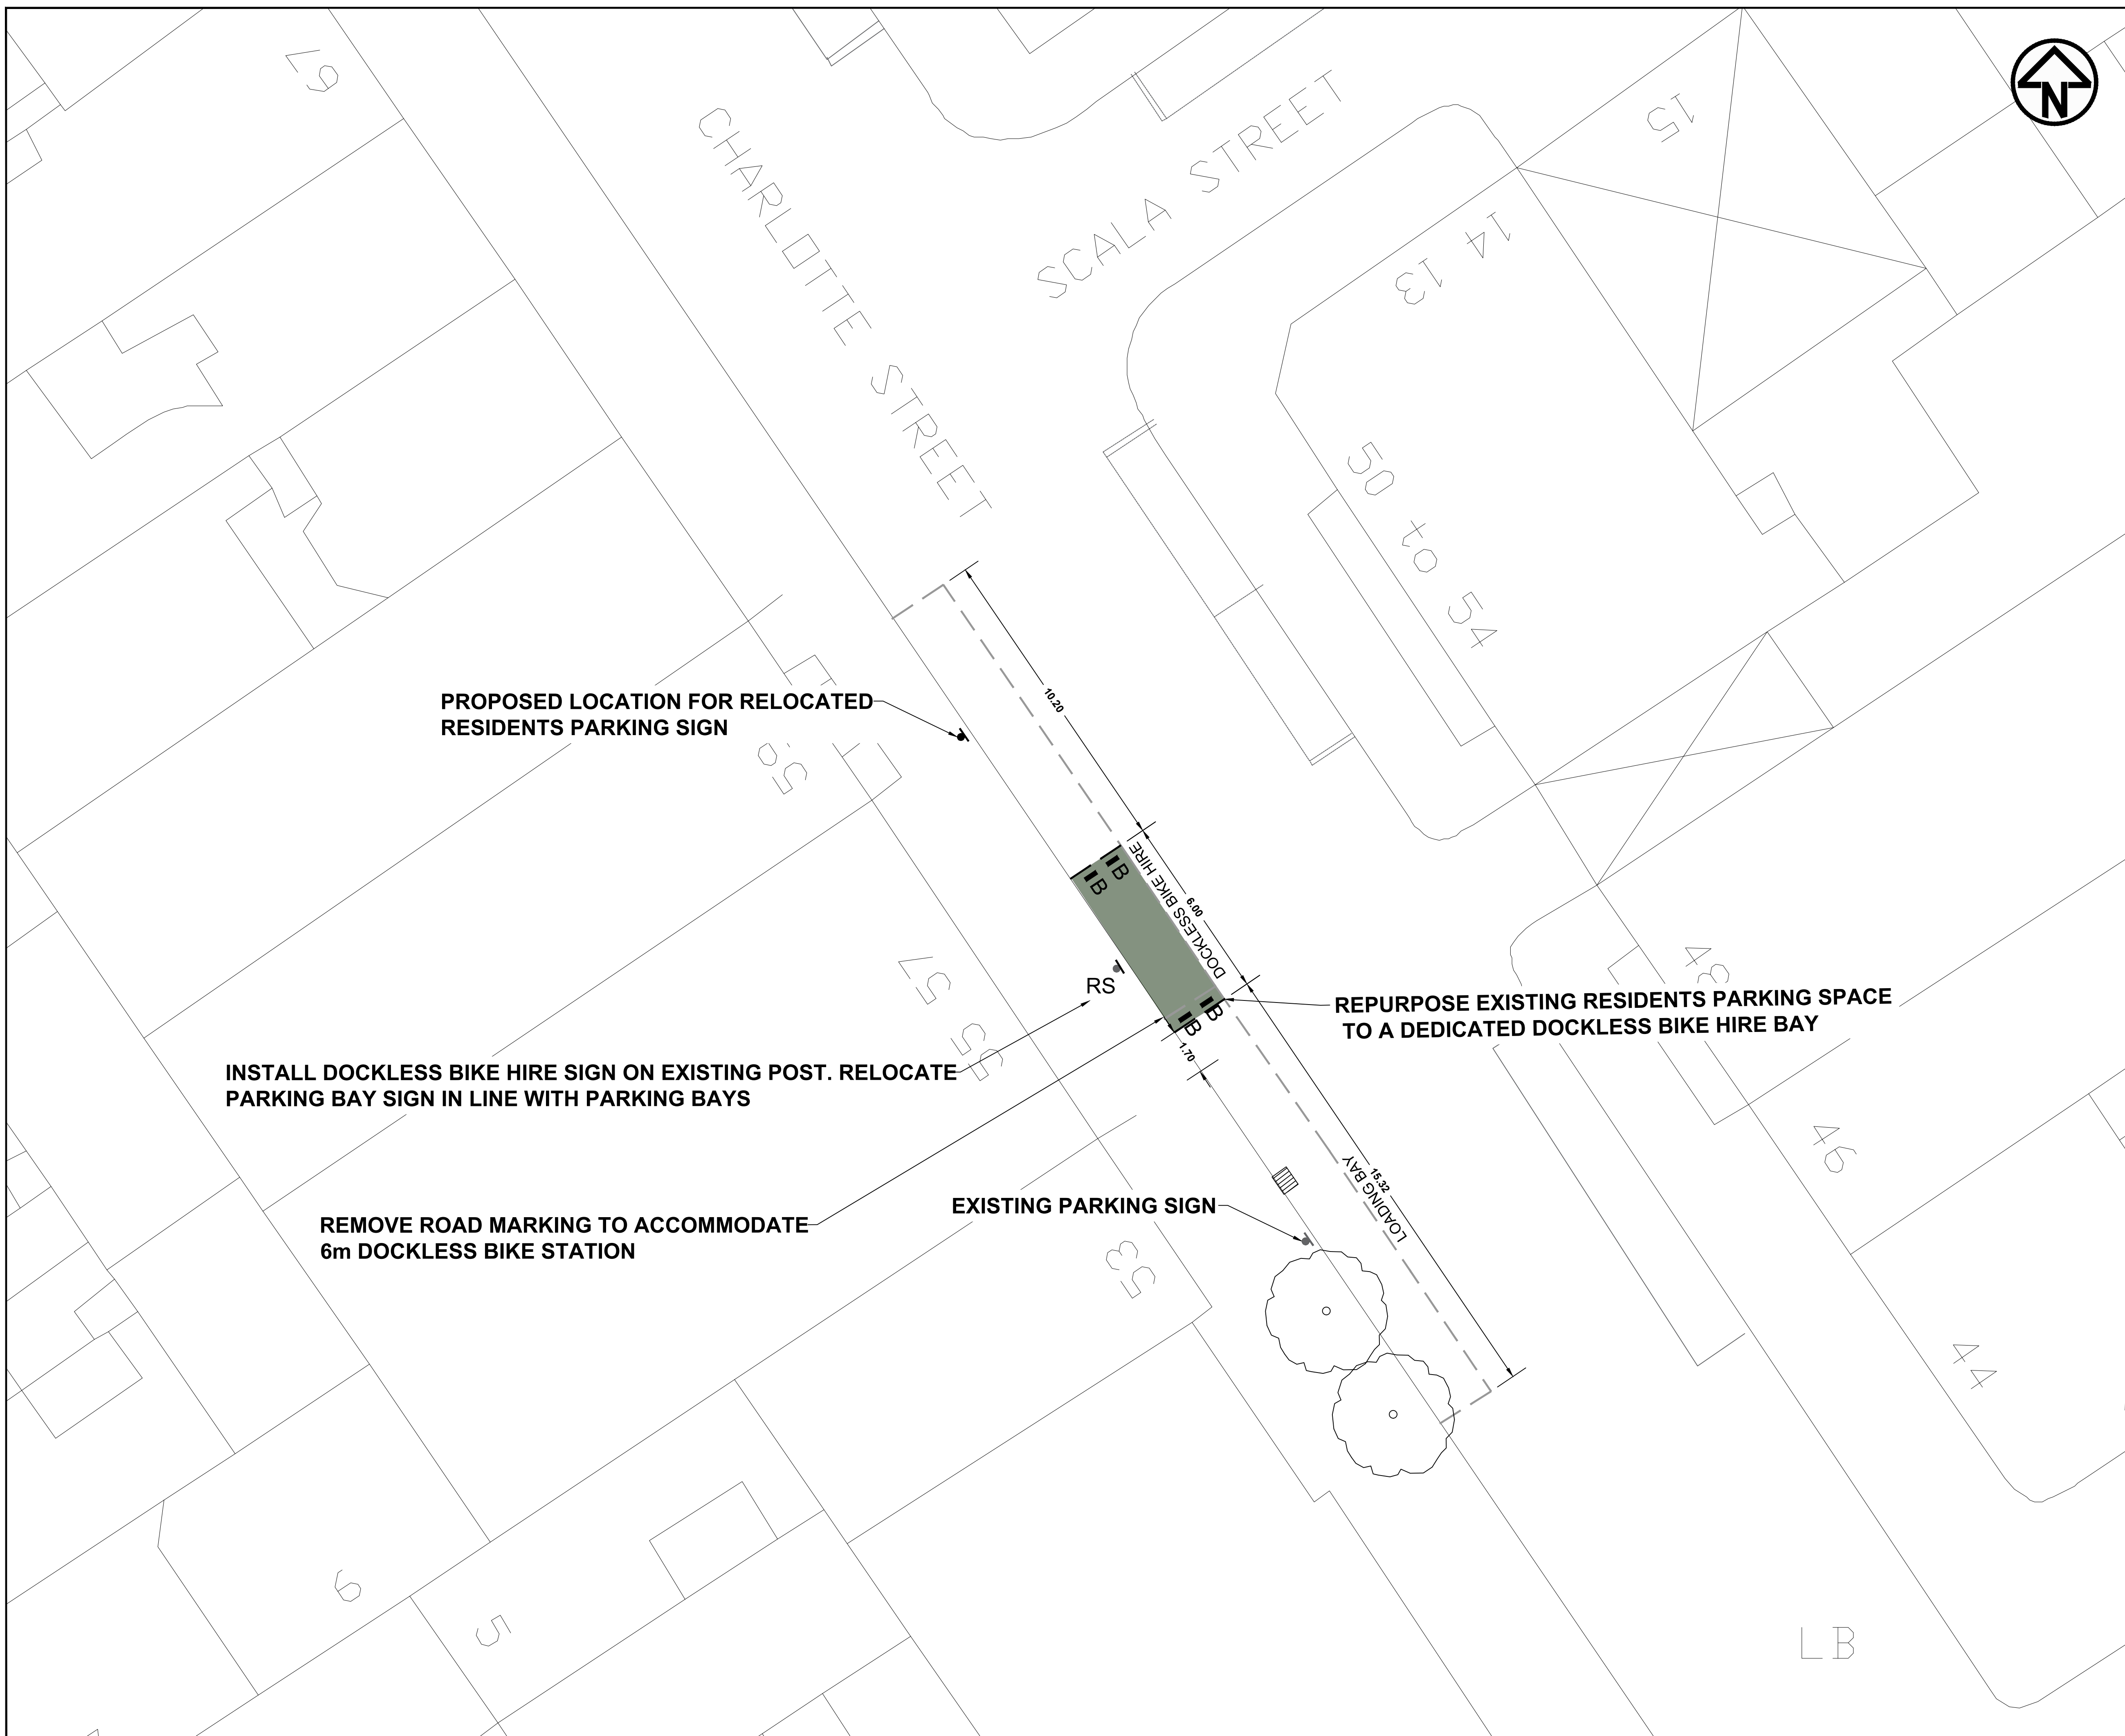 67
15
N
CHARLOTTE STREET
SCALA STREET
14
13
50 to 54
PROPOSED LOCATION FOR RELOCATED
RESIDENTS PARKING SIGN
10.20
DOCKLESS BIKE HIRE
6.00
B
B
B
B
RS
57
55
48
REPURPOSE EXISTING RESIDENTS PARKING SPACE
TO A DEDICATED DOCKLESS BIKE HIRE BAY
1.70
INSTALL DOCKLESS BIKE HIRE SIGN ON EXISTING POST. RELOCATE
PARKING BAY SIGN IN LINE WITH PARKING BAYS
46
15.32
LOADING BAY
EXISTING PARKING SIGN
REMOVE ROAD MARKING TO ACCOMMODATE
6m DOCKLESS BIKE STATION
53
44
6
5
LB